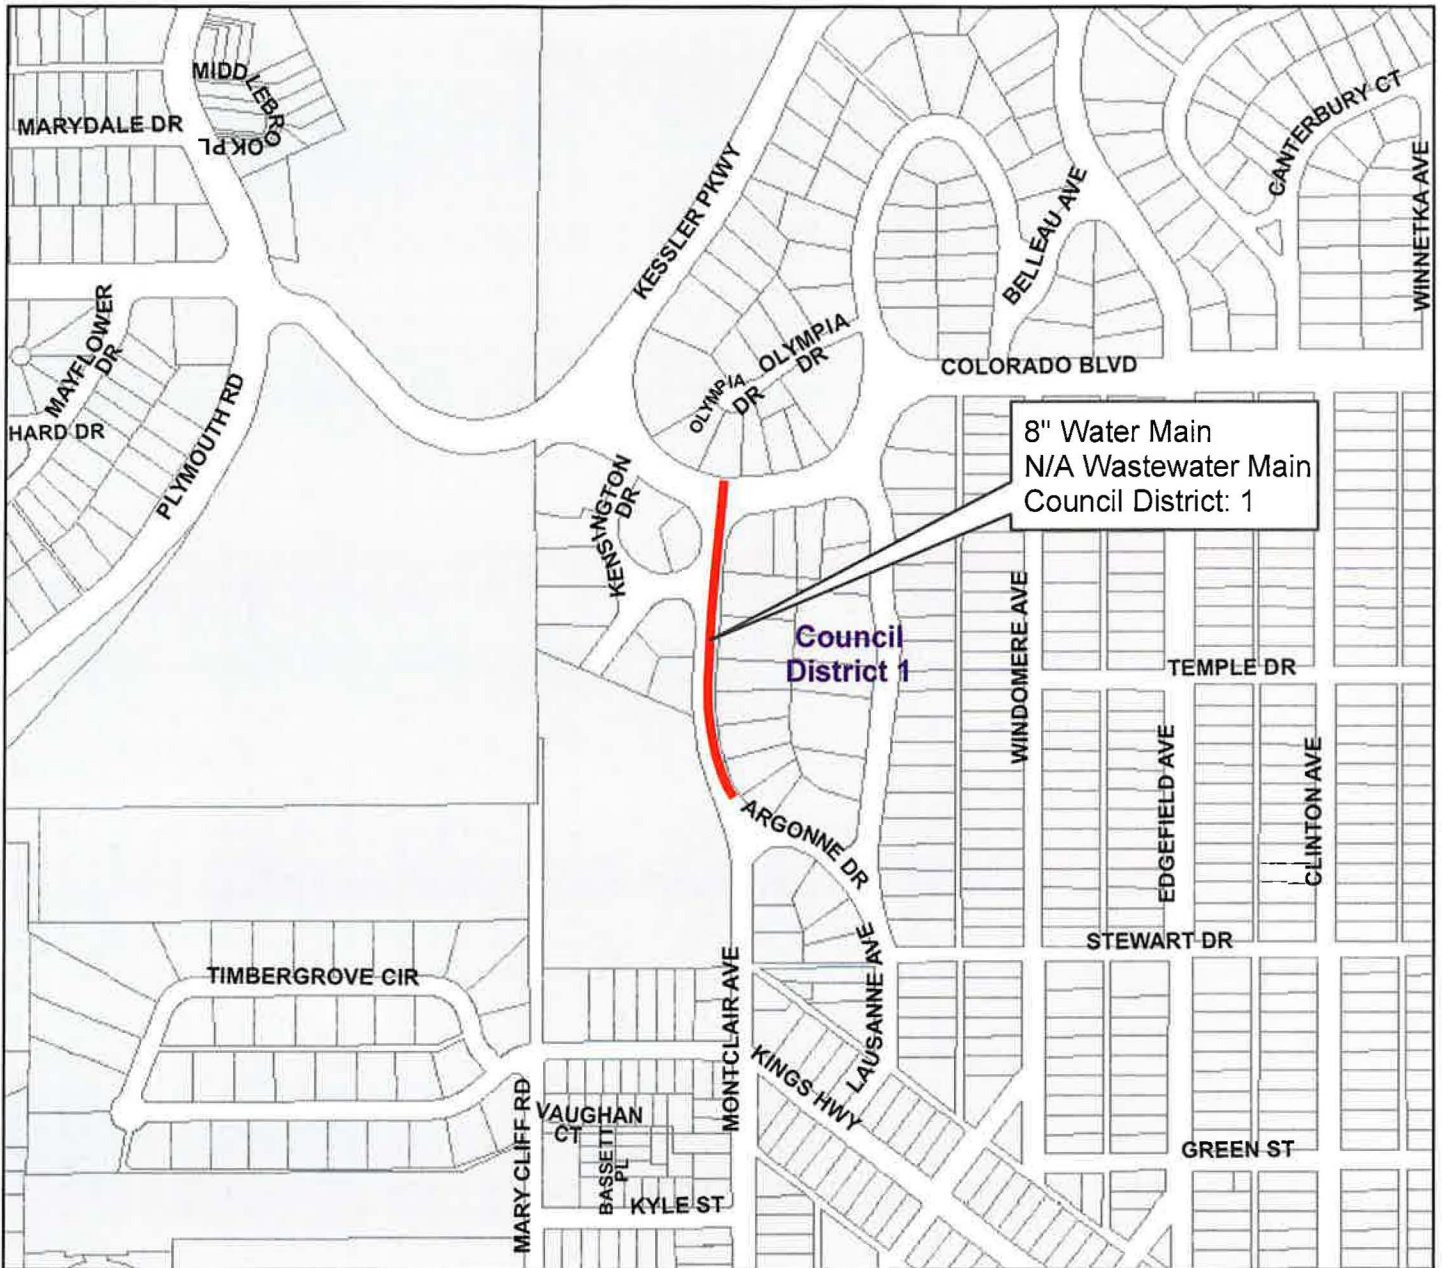 MIDDLEBROOK PL
MARYDALE DR
CANTERBURY CT
KESSLER PKWY
WINNETKA AVE
BELLEAU AVE
MAYFLOWER
DR
OLYMPIA
DR
COLORADO BLVD
OLYMPIA
DR
PLYMOUTH RD
HARD DR
8" Water Main
N/A Wastewater Main
Council District: 1
KENSINGTON
DR
Council
District 1
WINDOMERE AVE
TEMPLE DR
EDGEFIELD AVE
CLINTON AVE
ARGONNE DR
STEWART DR
TIMBERGROVE CIR
LAUSANNE AVE
MONTCLAIR AVE
KINGS HWY
MARY CLIFF RD
VAUGHAN
CT
BASSETT
PL
GREEN ST
KYLE ST